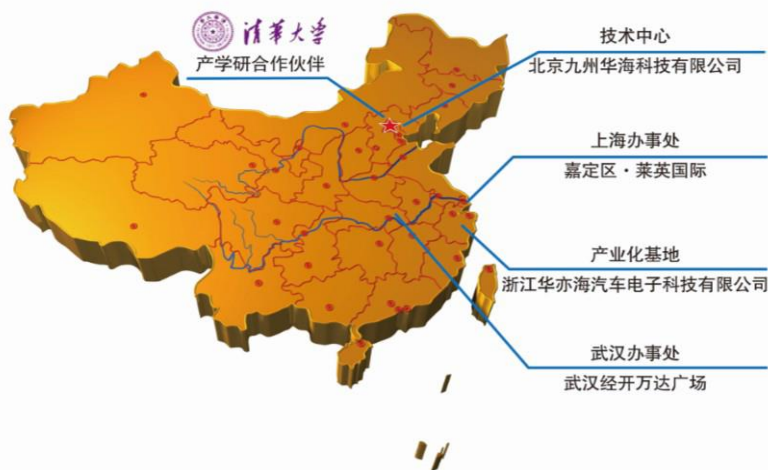 清华大学
产学研合作伙伴
技术中心
北京九州华海科技有限公司
上海办事处
嘉定区·莱英国际
产业化基地
浙江华亦海汽车电子科技有限公司
武汉办事处
武汉经开万达广场